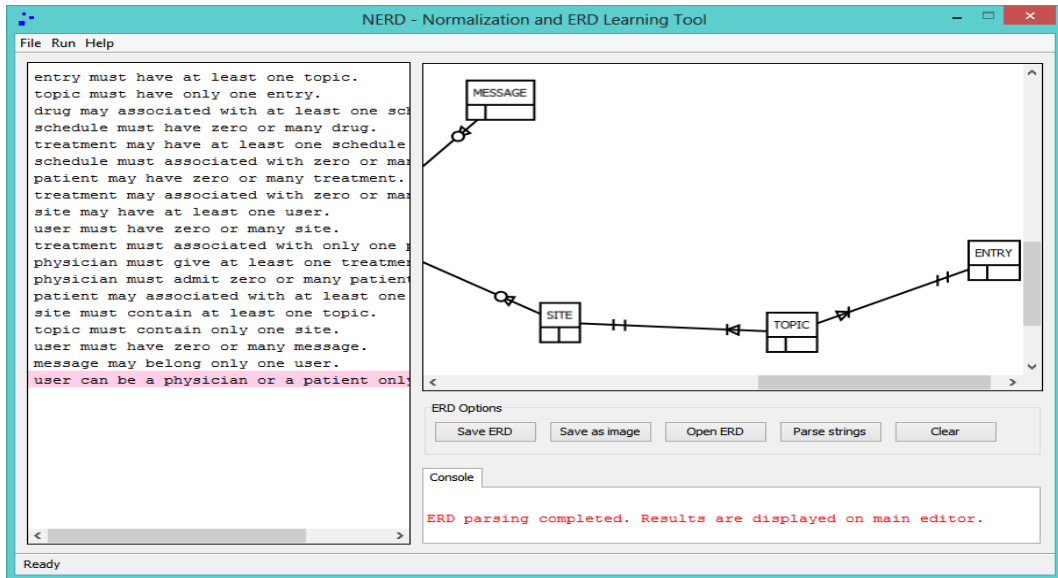 NERD - Normalization and ERD Learning Tool
File Run Help
entry must have at least one topic.
topic must have only one entry.
drug may associated with at least one sch
schedule must have zero or many drug.
treatment may have at least one schedule
schedule must associated with zero or man
patient may have zero or many treatment.
treatment may associated with zero or man
site may have at least one user.
user must have zero or many site.
treatment must associated with only one p
physician must give at least one treatmen
physician must admit zero or many patient
patient may associated with at least one
site must contain at least one topic.
topic must contain only one site.
user must have zero or many message.
message may belong only one user.
user can be a physician or a patient only
MESSAGE
ENTRY
SITE
TOPIC
ERD Options
Save ERD Save as image Open ERD Parse strings Clear
Console
ERD parsing completed. Results are displayed on main editor.
Ready